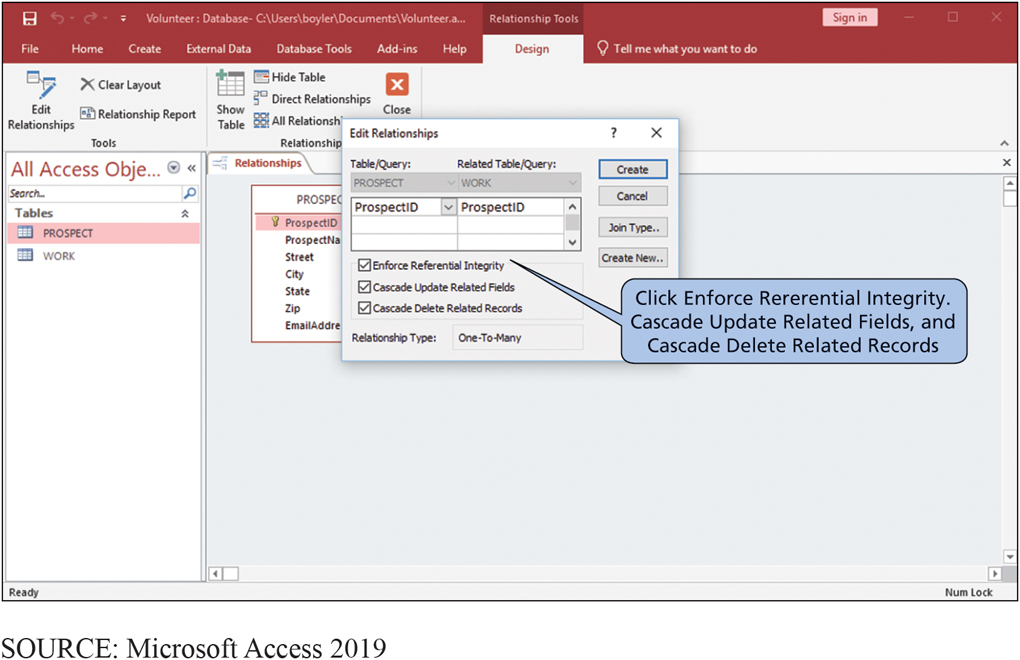 Volunteer : Database- C:\Users\boyler\Documents\Volunteer.a...
Relationship Tools
Sign in
File Home Create External Data Database Tools Add-ins Help Design Tell me what you want to do
Edit Relationships
Clear Layout
Relationship Report
Tools
Show Table
Hide Table
Direct Relationships
All Relationsh
Close
Relationship
All Access Obje...
Search..
Tables
PROSPECT
WORK
Relationships
PROSPEC
ProspectID
ProspectNa
Street
City
State
Zip
EmailAddre
Edit Relationships ?
Table/Query: Related Table/Query:
PROSPECT WORK
ProspectID ProspectID
Enforce Referential Integrity
Cascade Update Related Fields
Cascade Delete Related Records
Relationship Type: One-To-Many
Create
Cancel
Join Type..
Create New..
Click Enforce Rererential Integrity.
Cascade Update Related Fields, and
Cascade Delete Related Records
Ready Num Lock
SOURCE: Microsoft Access 2019